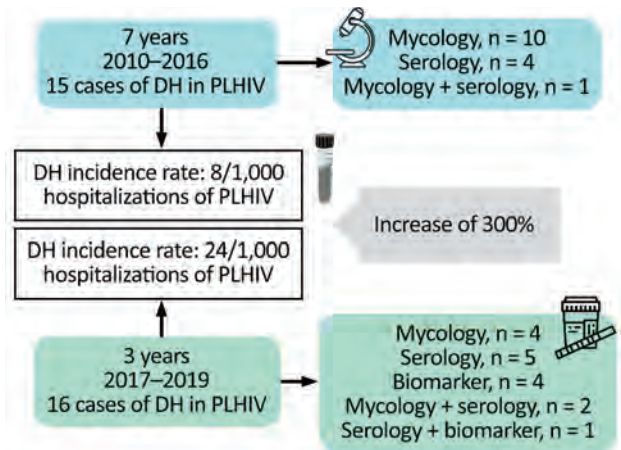 7 years
2010–2016
15 cases of DH in PLHIV
Mycology, n = 10
Serology, n = 4
Mycology + serology, n = 1
DH incidence rate: 8/1,000
hospitalizations of PLHIV
Increase of 300%
DH incidence rate: 24/1,000
hospitalizations of PLHIV
3 years
2017–2019
16 cases of DH in PLHIV
Mycology, n = 4
Serology, n = 5
Biomarker, n = 4
Mycology + serology, n = 2
Serology + biomarker, n = 1